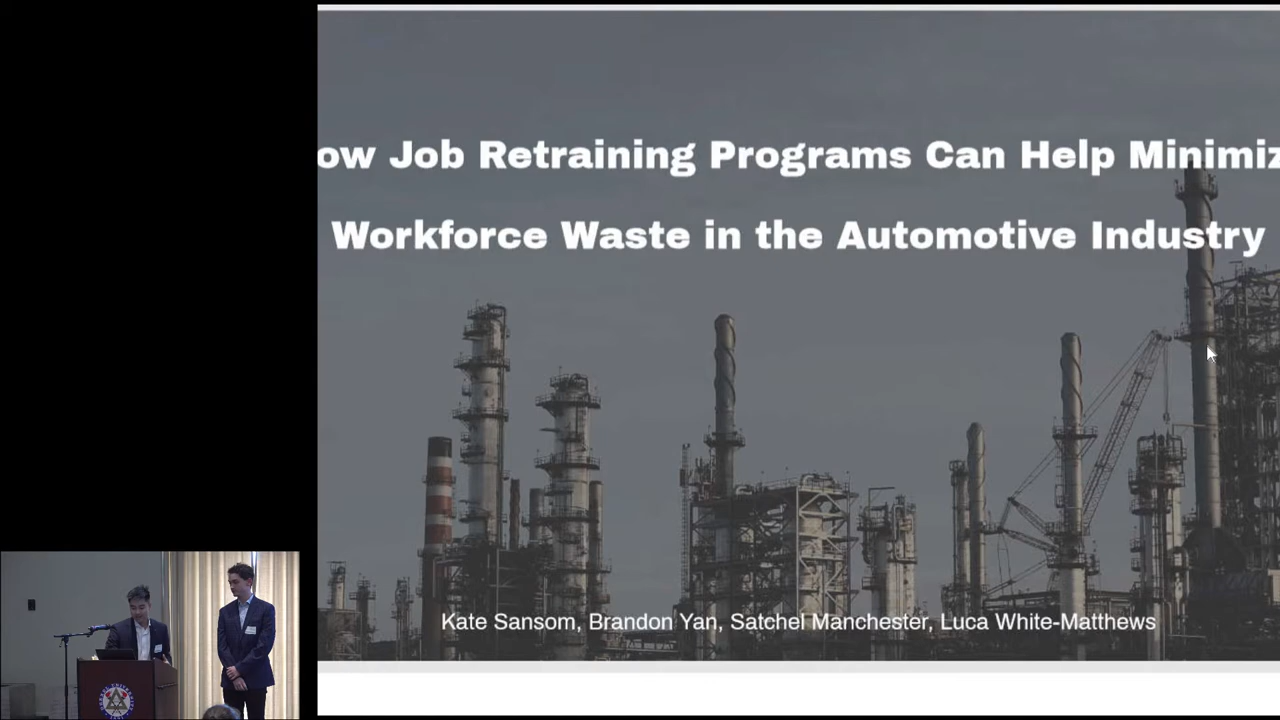 ow Job Retraining Programs Can Help Minimiz
Workforce Waste in the Automotive Industry
Kate Sansom, Brandon Yan, Satchel Manchester, Luca White-Matthews